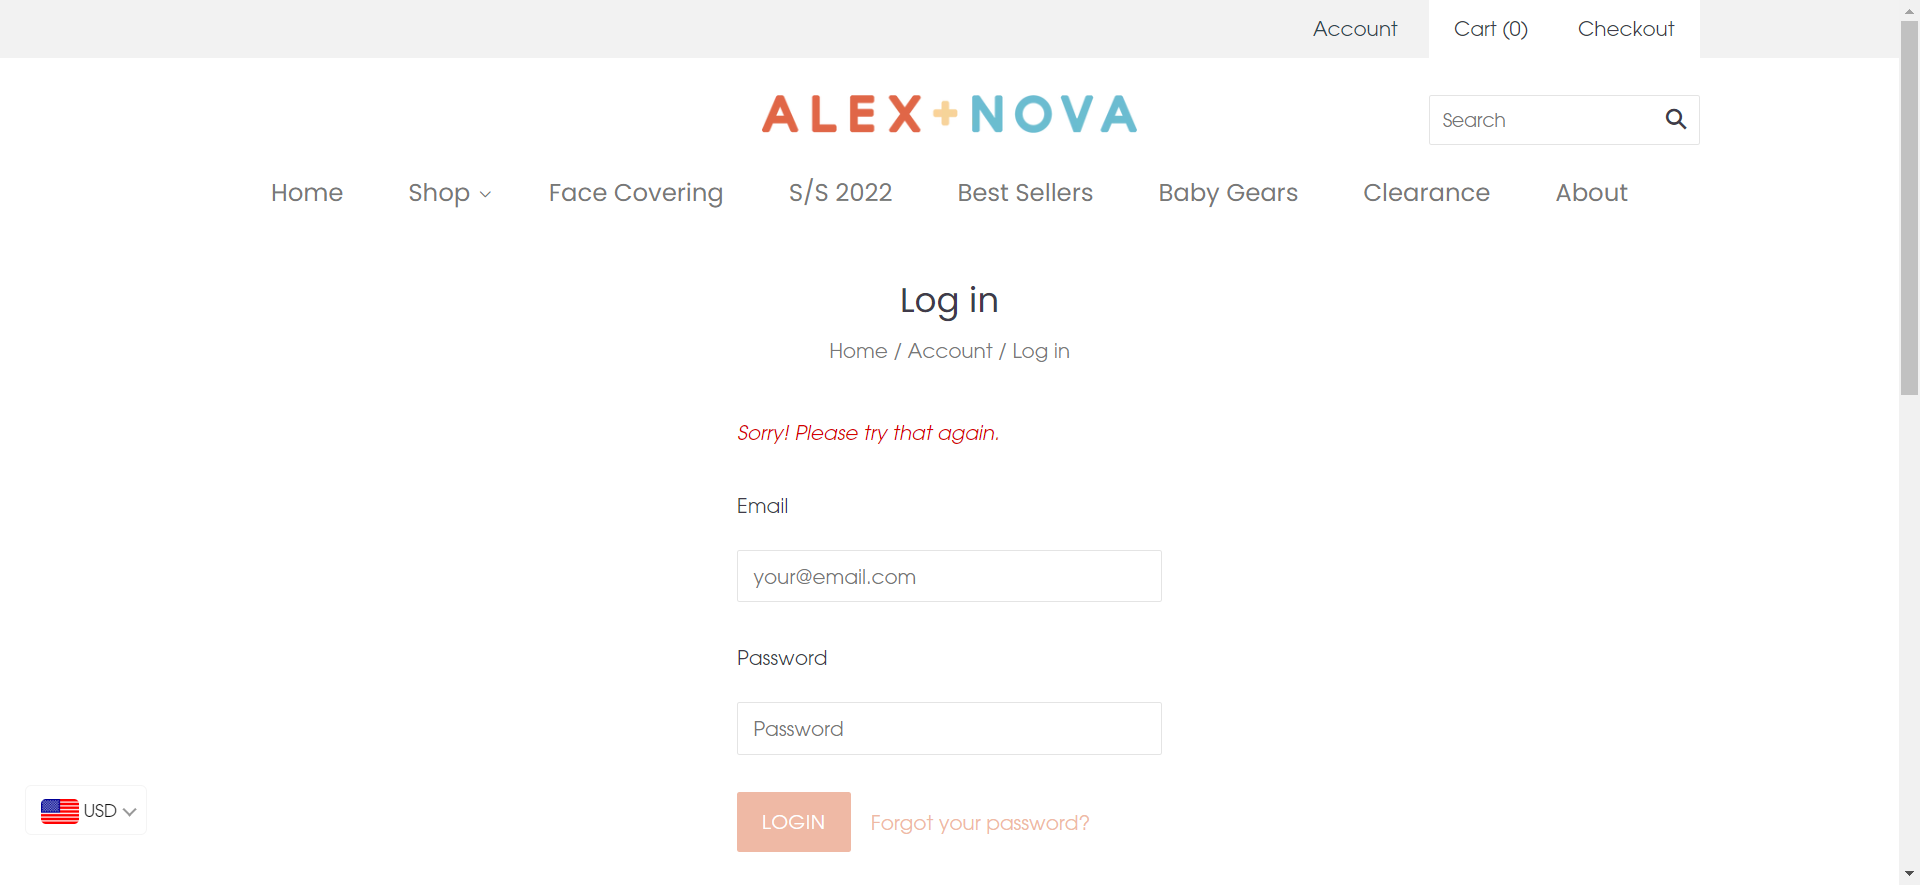 Account Cart (0) Checkout
ALEX+NOVA
Search
Home Shop Face Covering S/S 2022 Best Sellers Baby Gears Clearance About
Log in
Home / Account / Log in
Sorry! Please try that again.
Email
your@email.com
Password
Password
LOGIN Forgot your password?
USD